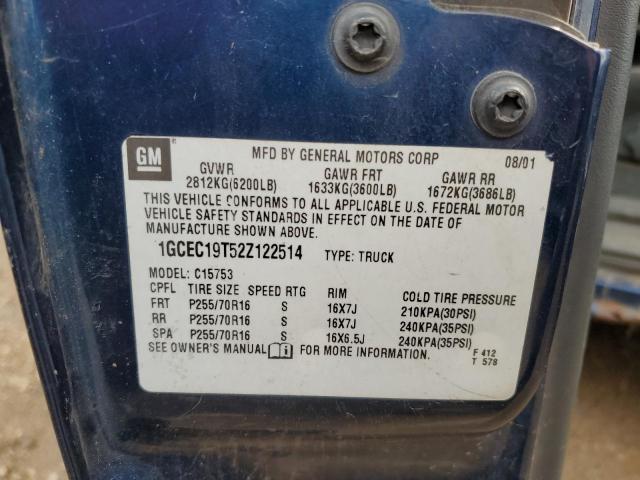 GM
MFD BY GENERAL MOTORS CORP 08/01
GVWR GAWR FRT GAWR RR
2812KG(6200LB) 1633KG(3600LB) 1672KG(3686LB)
THIS VEHICLE CONFORMS TO ALL APPLICABLE U.S. FEDERAL MOTOR
VEHICLE SAFETY STANDARDS IN EFFECT ON THE DATE OF
MANUFACTURE SHOWN ABOVE.
1GCEC19T52Z122514 TYPE: TRUCK
MODEL: C15753
CPFL TIRE SIZE SPEED RTG RIM COLD TIRE PRESSURE
FRT P255/70R16 S 16X7J 210KPA(30PSI)
RR P255/70R16 S 16X7J 240KPA(35PSI)
SPA P255/70R16 S 16X6.5J 240KPA(35PSI)
SEE OWNER'S MANUAL FOR MORE INFORMATION.
F 412
T 578